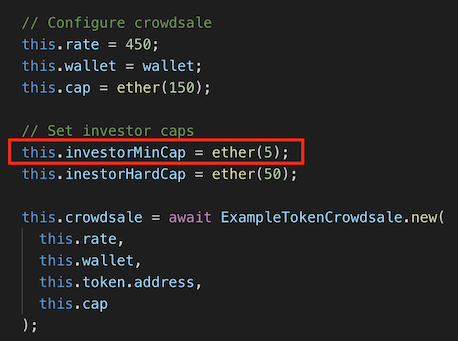 // Configure crowdsale
this.rate = 450;
this.wallet = wallet;
this.cap = ether(150);
// Set investor caps
this.investorMinCap = ether(5);
this.inestorHardCap = ether(50);
this.crowdsale = await ExampleTokenCrowdsale.new(
this.rate,
this.wallet,
this.token.address,
this.cap
);